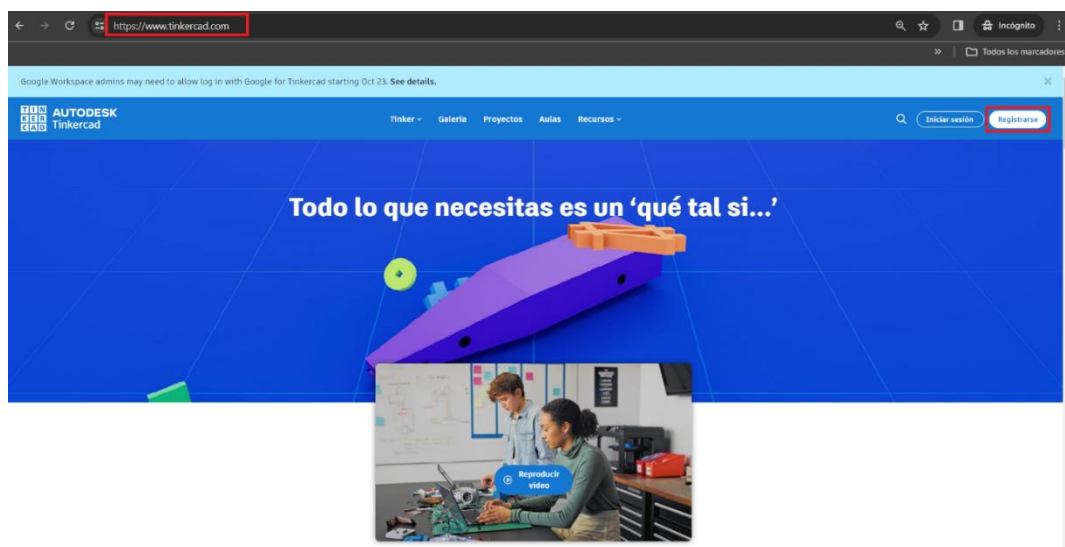 https://www.tinkercad.com
Incógnito
» Todos los marcadores
Google Workspace admins may need to allow log in with Google for Tinkercad starting Oct 23. See details.
TIN
KER
CAD
AUTODESK
Tinkercad
Tinker Galería Proyectos Aulas Recursos
Iniciar sesión
Registrarse
Todo lo que necesitas es un ‘qué tal si...’
Reproducir
vídeo